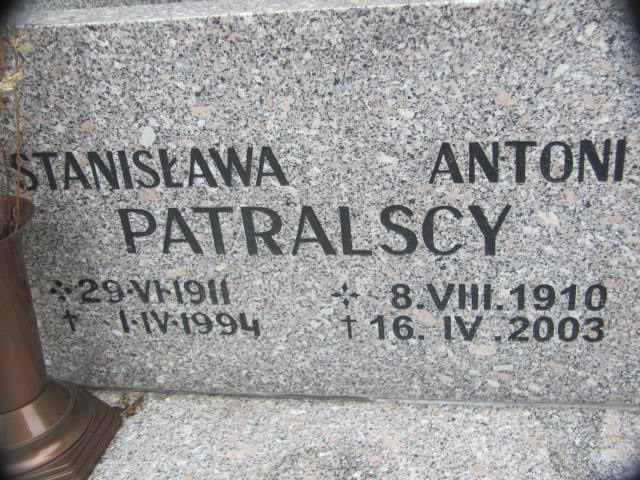 STANISŁAWA ANTONI
PATRALSCY
29·VI·1911 8.VIII.1910
† 1·IV·1994 † 16. IV .2003